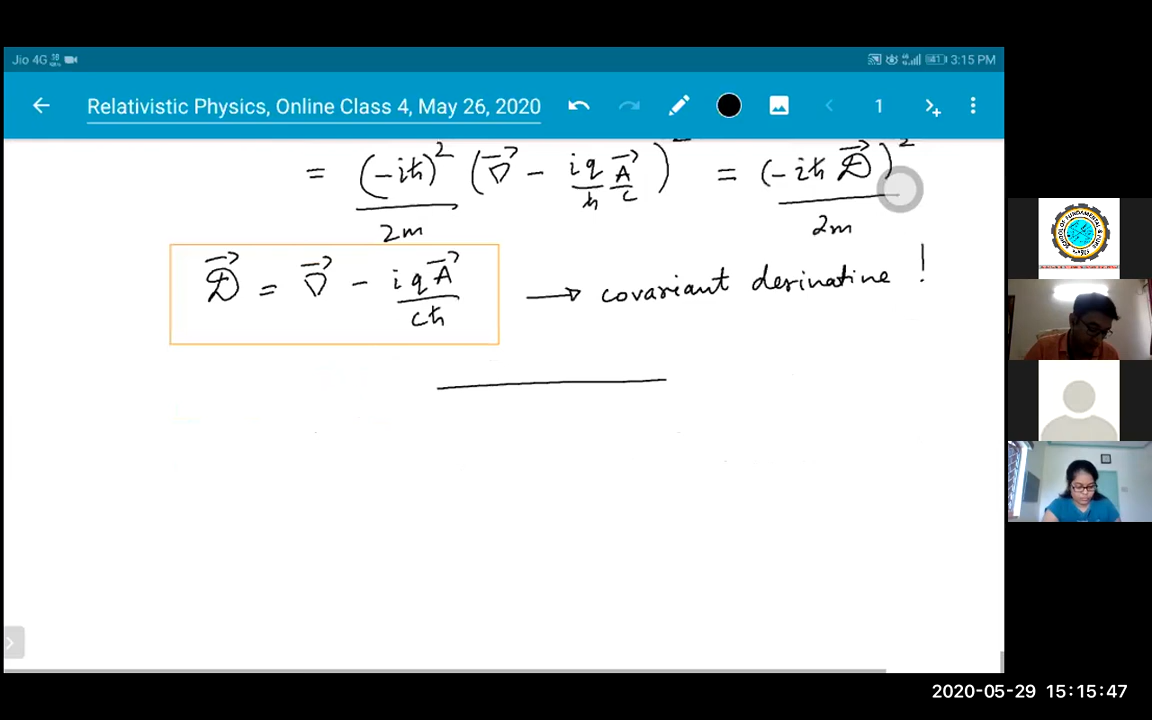 Jio 4G 3:15 PM
Relativistic Physics, Online Class 4, May 26, 2020 1
= (-iħ)² / 2m (∇⃗ - iq/ħ A⃗/c)² = (-iħ D⃗)² / 2m
D⃗ = ∇⃗ - iqA⃗ / cħ → covariant derivative !
2020-05-29 15:15:47